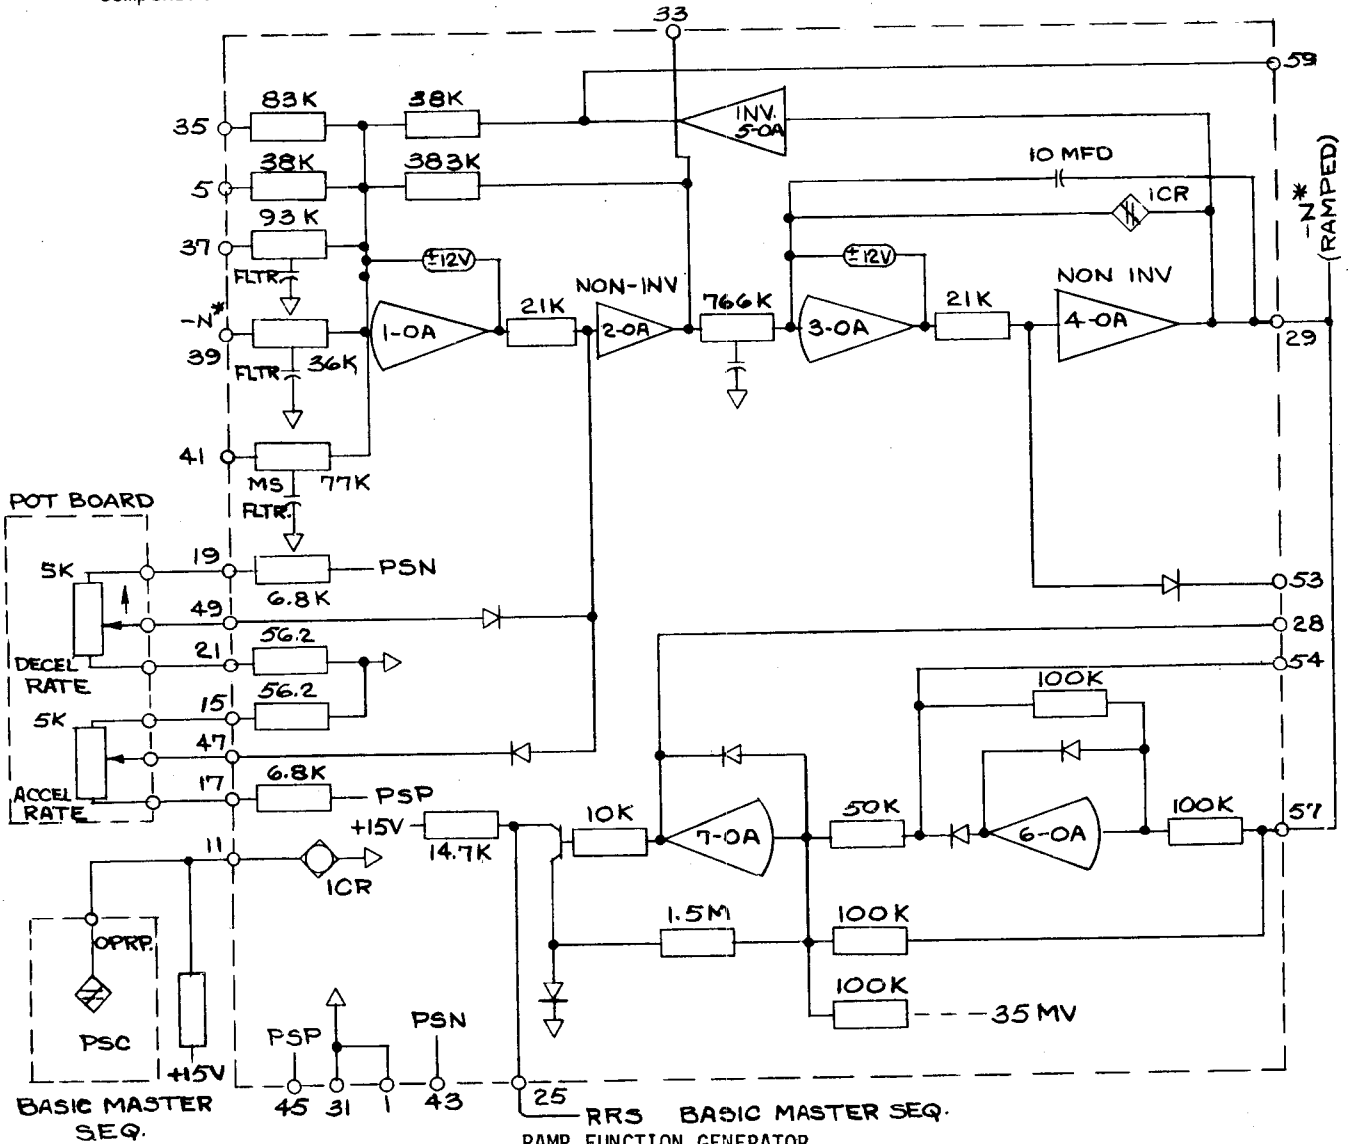 33
59
83K
38K
35
INV.
5-OA
10 MFD
38K
383K
5
1CR
-N*
(RAMPED)
93K
37
±12V
±12V
FLTR.
NON-INV
NON INV
-N*
21K
766K
21K
39
36K
1-OA
2-OA
3-OA
4-OA
29
FLTR
41
MS
77K
FLTR.
POT BOARD
5K
19
PSN
6.8K
53
49
28
56.2
21
54
DECEL
RATE
56.2
100K
15
5K
47
6.8K
17
PSP
ACCEL
RATE
+15V
10K
50K
100K
57
14.7K
7-OA
6-OA
11
1CR
1.5M
100K
OPRP.
100K
35 MV
PSC
PSP
PSN
+15V
BASIC MASTER
SEQ.
45
31
1
43
25
RRS BASIC MASTER SEQ.
RAMP FUNCTION GENERATOR